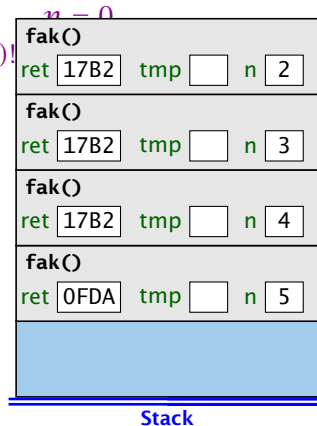 n = 0
)!
fak()
ret 17B2 tmp n 2
fak()
ret 17B2 tmp n 3
fak()
ret 17B2 tmp n 4
fak()
ret 0FDA tmp n 5
Stack